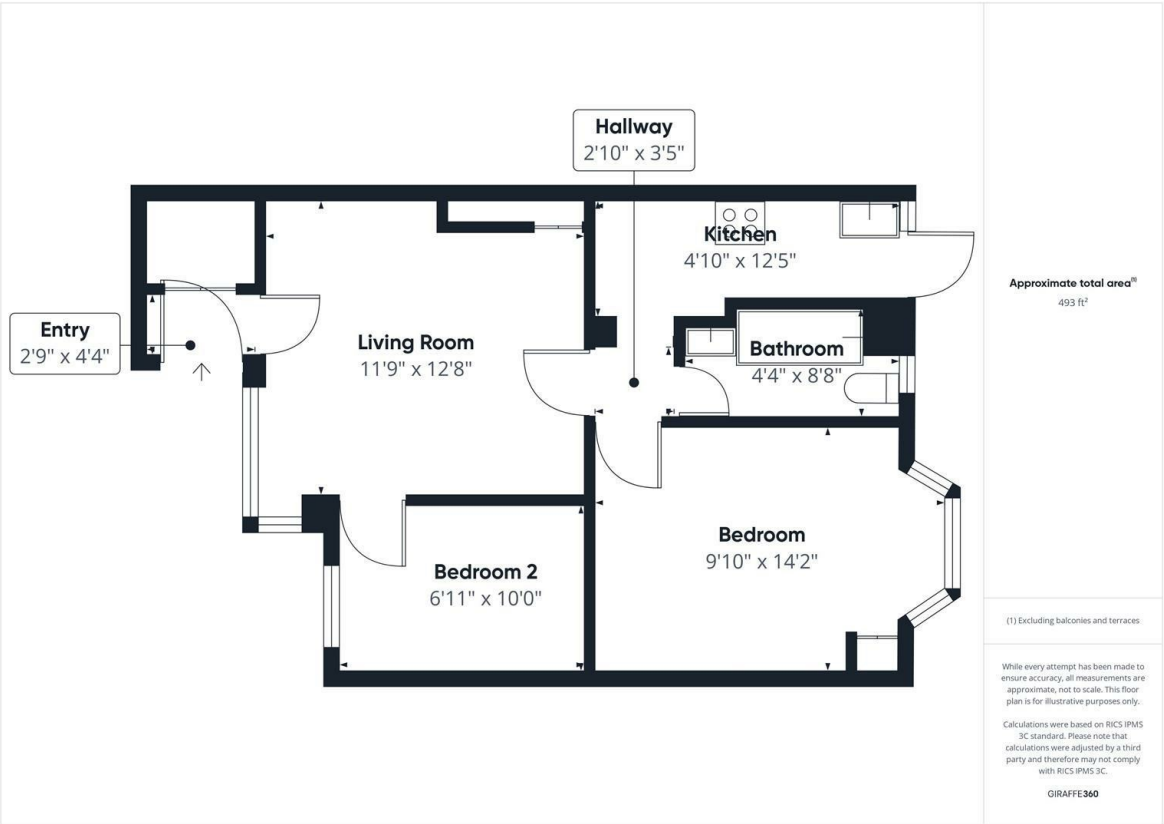 Hallway
2'10" x 3'5"
Kitchen
4'10" x 12'5"
Entry
2'9" x 4'4"
Living Room
11'9" x 12'8"
Bathroom
4'4" x 8'8"
Bedroom
9'10" x 14'2"
Bedroom 2
6'11" x 10'0"
Approximate total area(1)
493 ft²
(1) Excluding balconies and terraces
While every attempt has been made to
ensure accuracy, all measurements are
approximate, not to scale. This floor
plan is for illustrative purposes only.
Calculations were based on RICS IPMS
3C standard. Please note that
calculations were adjusted by a third
party and therefore may not comply
with RICS IPMS 3C.
GIRAFFE360